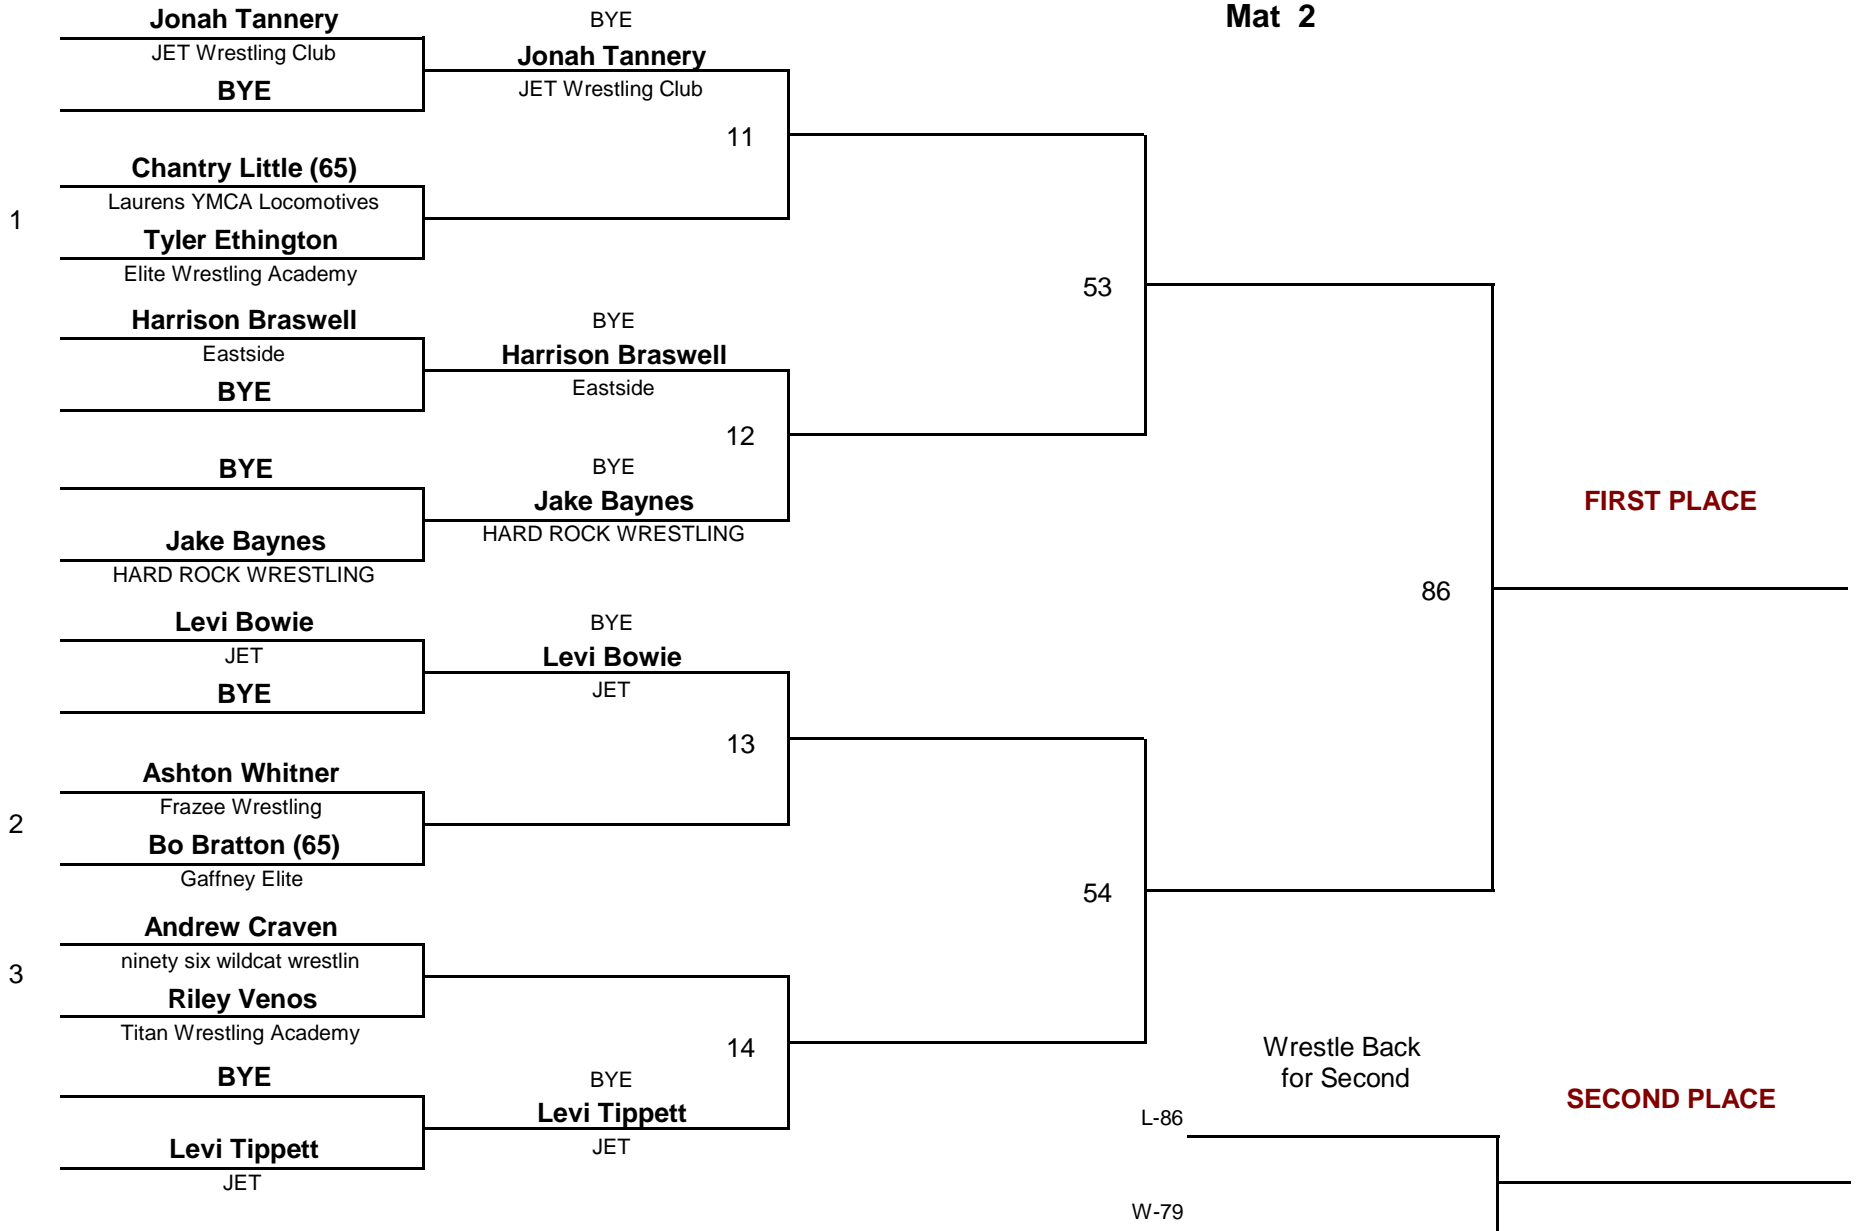 Mat 2
Jonah Tannery
JET Wrestling Club
BYE
BYE
Jonah Tannery
JET Wrestling Club
11
1
Chantry Little (65)
Laurens YMCA Locomotives
Tyler Ethington
Elite Wrestling Academy
53
Harrison Braswell
Eastside
BYE
BYE
Harrison Braswell
Eastside
12
BYE
Jake Baynes
HARD ROCK WRESTLING
BYE
Jake Baynes
HARD ROCK WRESTLING
FIRST PLACE
86
Levi Bowie
JET
BYE
BYE
Levi Bowie
JET
13
2
Ashton Whitner
Frazee Wrestling
Bo Bratton (65)
Gaffney Elite
54
3
Andrew Craven
ninety six wildcat wrestlin
Riley Venos
Titan Wrestling Academy
14
BYE
Levi Tippett
JET
BYE
Levi Tippett
JET
Wrestle Back
for Second
SECOND PLACE
L-86
W-79